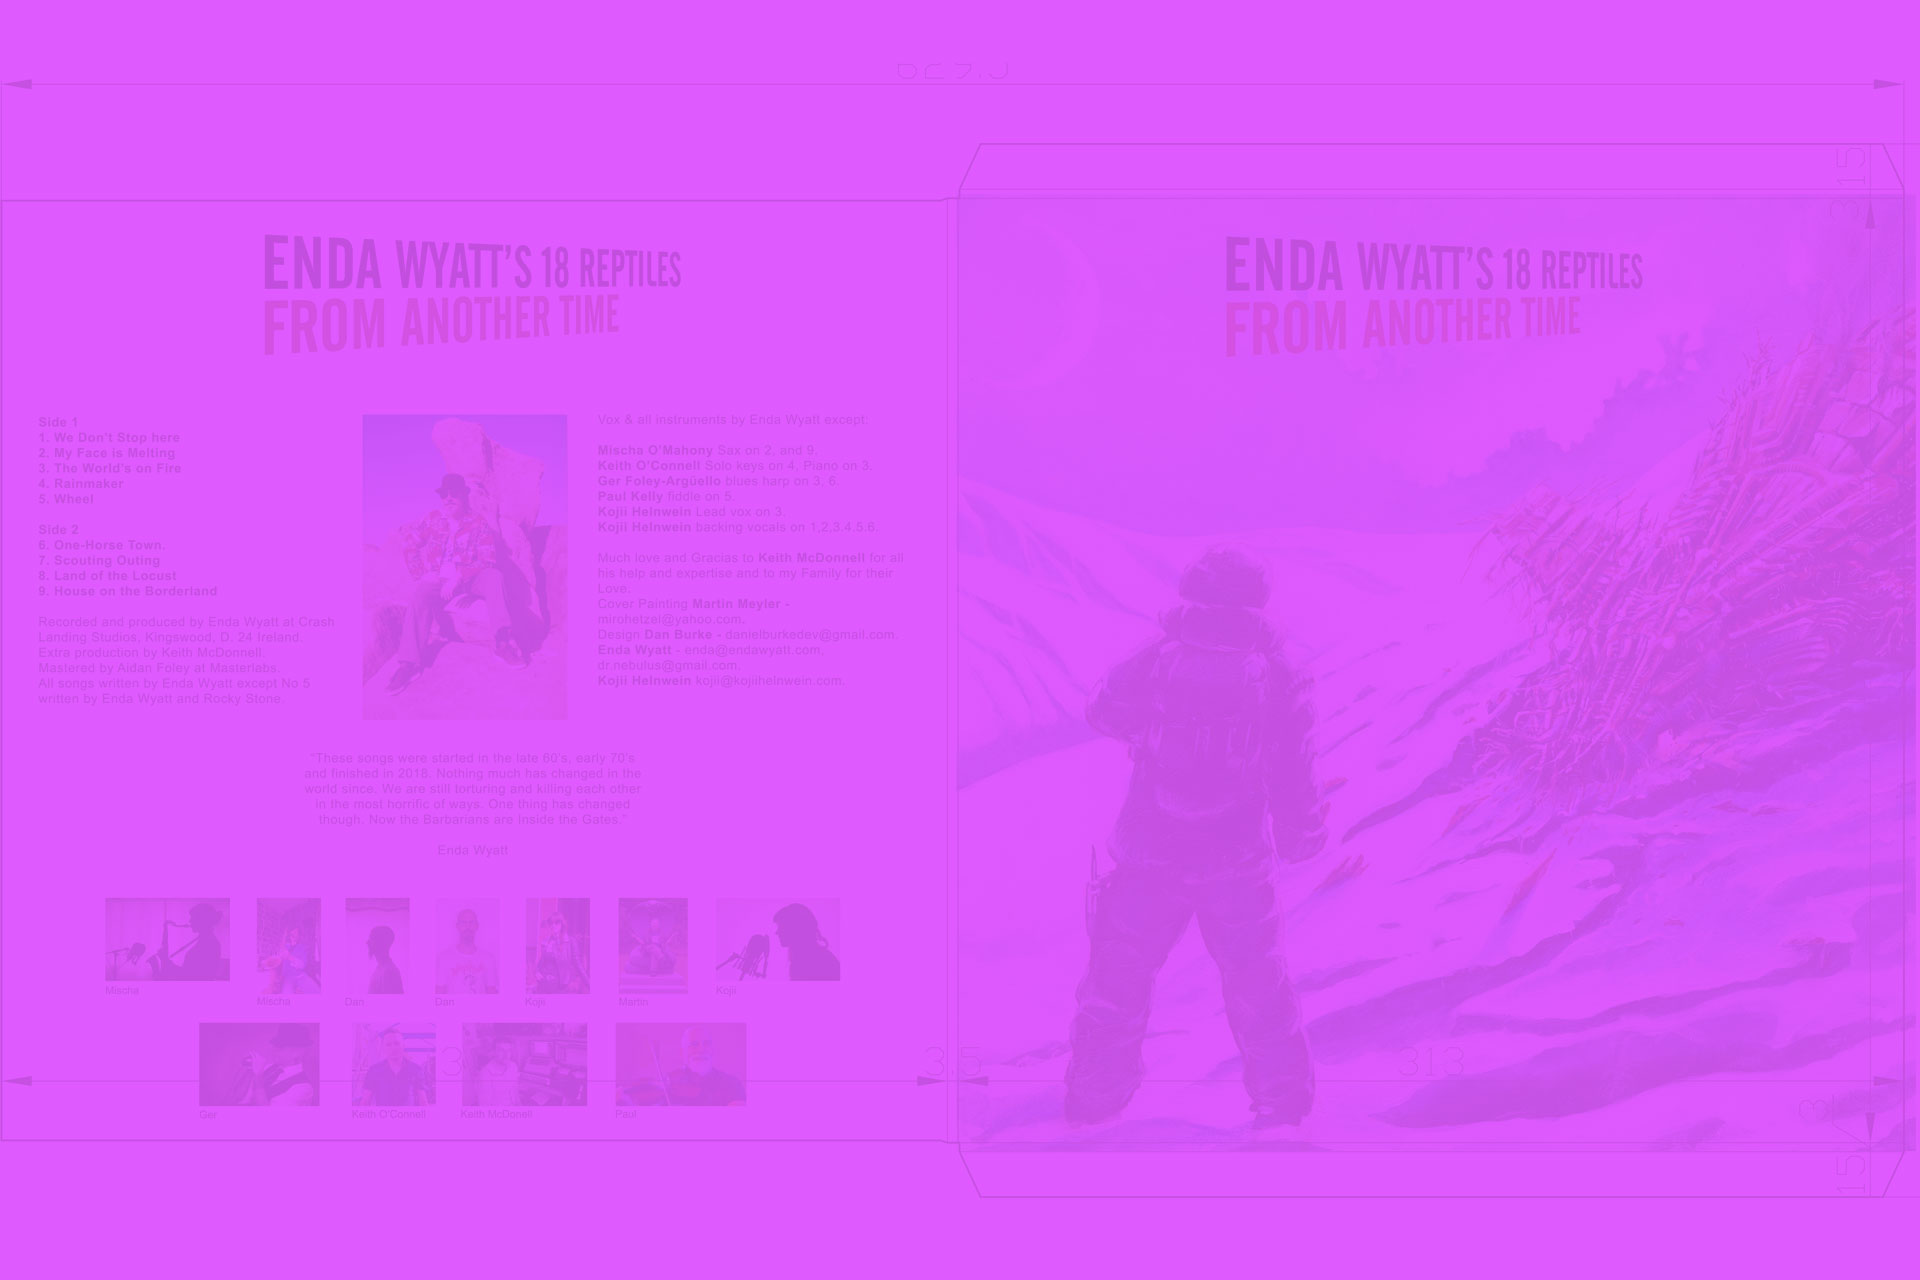 ENDA WYATT'S 18 REPTILES
FROM ANOTHER TIME
Side 1
1. We Don't Stop here
2. My Face is Melting
3. The World's on Fire
4. Rainmaker
5. Wheel
Side 2
6. One-Horse Town.
7. Scouting Outing
8. Land of the Locust
9. House on the Borderland
Recorded and produced by Enda Wyatt at Crash
Landing Studios, Kingswood, D. 24 Ireland.
Extra production by Keith McDonnell.
Mastered by Aidan Foley at Masterlabs.
All songs written by Enda Wyatt except No 5
written by Enda Wyatt and Rocky Stone.
Vox & all instruments by Enda Wyatt except:
Mischa O'Mahony Sax on 2, and 9.
Keith O'Connell Solo keys on 4. Piano on 3.
Ger Foley-Argüello blues harp on 3, 6.
Paul Kelly fiddle on 5.
Kojii Helnwein Lead vox on 3.
Kojii Helnwein backing vocals on 1,2,3.4.5.6.
Much love and Gracias to Keith McDonnell for all
his help and expertise and to my Family for their
Love.
Cover Painting Martin Meyler -
mirohetzel@yahoo.com.
Design Dan Burke - danielburkedev@gmail.com.
Enda Wyatt - enda@endawyatt.com,
dr.nebulus@gmail.com.
Kojii Helnwein kojii@kojiihelnwein.com.
"These songs were started in the late 60's, early 70's
and finished in 2018. Nothing much has changed in the
world since. We are still torturing and killing each other
in the most horrific of ways. One thing has changed
though. Now the Barbarians are Inside the Gates."
Enda Wyatt
Mischa
Mischa
Dan
Dan
Kojii
Martin
Kojii
Ger
Keith O'Connell
Keith McDonell
Paul
3.5
ENDA WYATT'S 18 REPTILES
FROM ANOTHER TIME
313
15
15